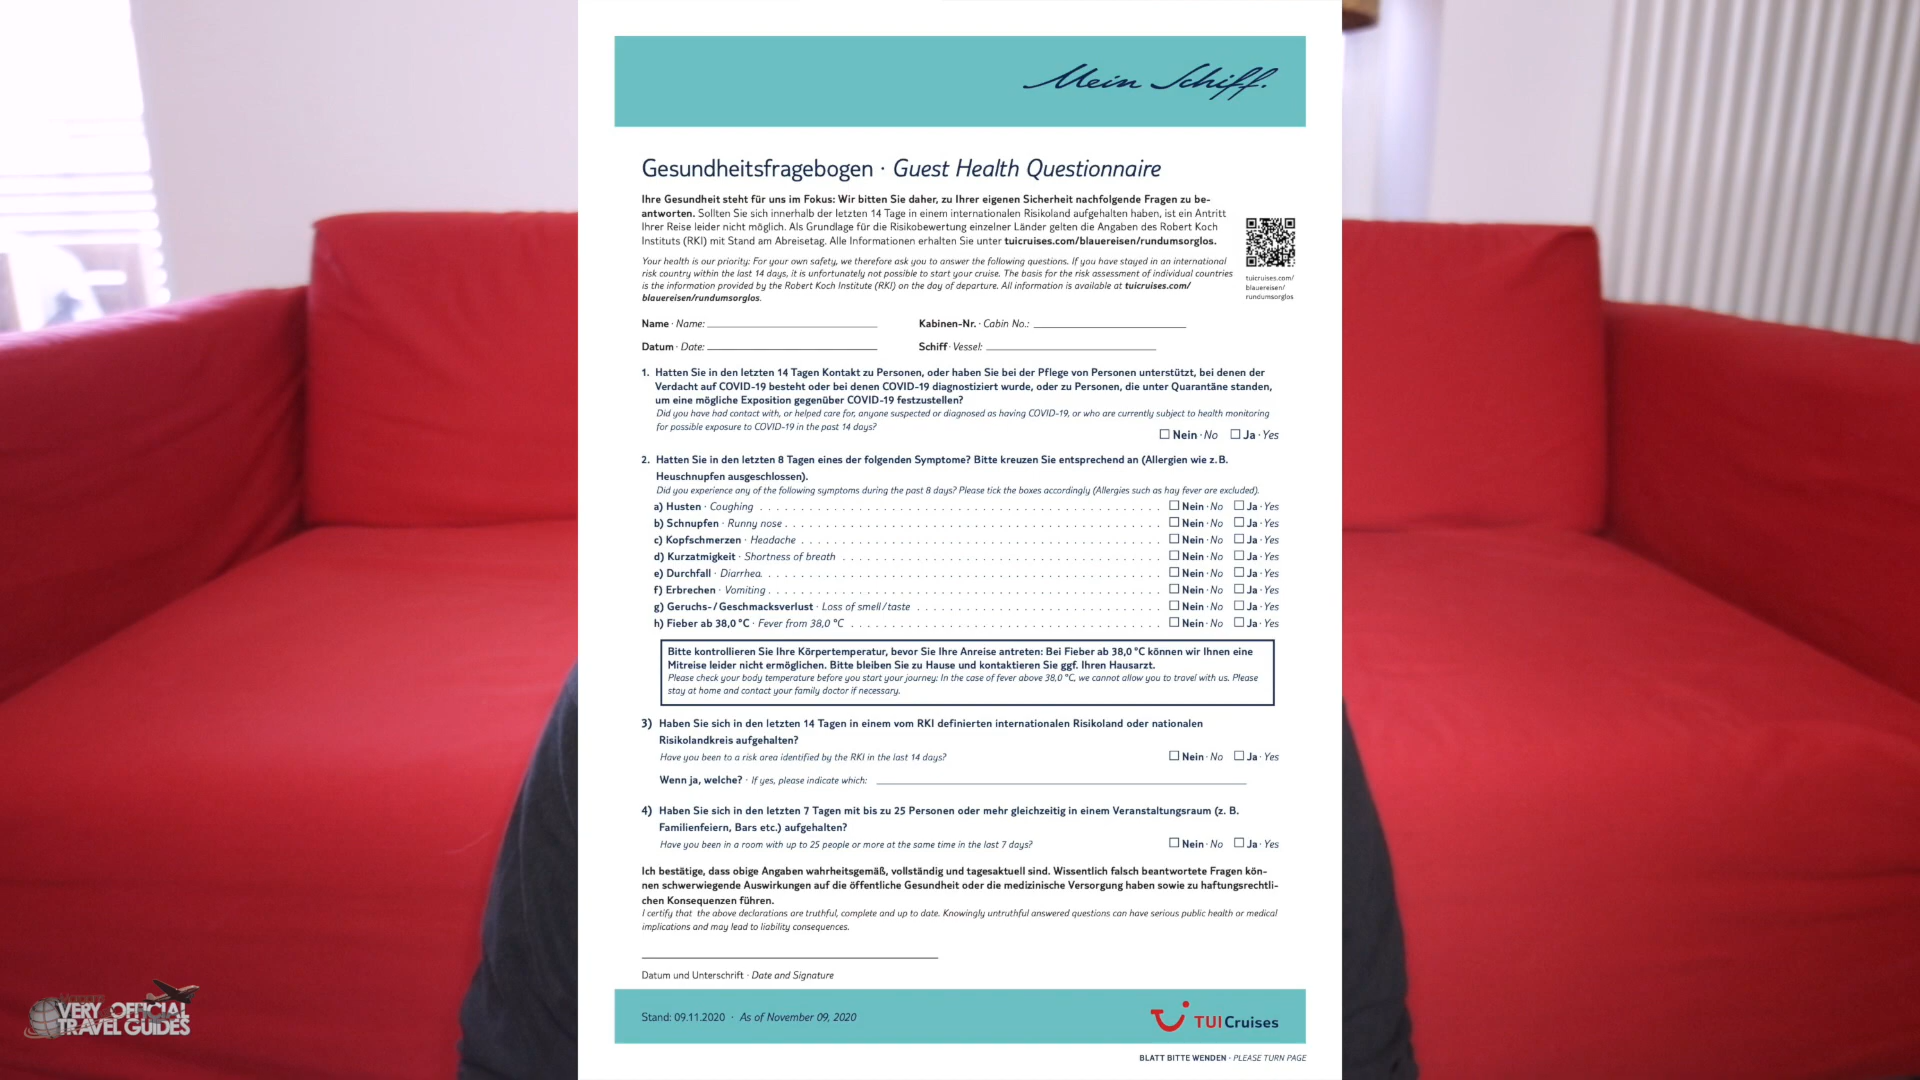 Mein Schiff.
Gesundheitsfragebogen · Guest Health Questionnaire
Ihre Gesundheit steht für uns im Fokus: Wir bitten Sie daher, zu Ihrer eigenen Sicherheit nachfolgende Fragen zu be-
antworten. Sollten Sie sich innerhalb der letzten 14 Tage in einem internationalen Risikoland aufgehalten haben, ist ein Antritt
Ihrer Reise leider nicht möglich. Als Grundlage für die Risikobewertung einzelner Länder gelten die Angaben des Robert Koch
Instituts (RKI) mit Stand am Abreisetag. Alle Informationen erhalten Sie unter tuicruises.com/blauereisen/rundumsorglos.
Your health is our priority: For your own safety, we therefore ask you to answer the following questions. If you have stayed in an international
risk country within the last 14 days, it is unfortunately not possible to start your cruise. The basis for the risk assessment of individual countries
is the information provided by the Robert Koch Institute (RKI) on the day of departure. All information is available at tuicruises.com/
blauereisen/rundumsorglos.
tuicruises.com/
blauereisen/
rundumsorglos
Name · Name: Kabinen-Nr. · Cabin No.:
Datum · Date: Schiff · Vessel:
1. Hatten Sie in den letzten 14 Tagen Kontakt zu Personen, oder haben Sie bei der Pflege von Personen unterstützt, bei denen der
Verdacht auf COVID-19 besteht oder bei denen COVID-19 diagnostiziert wurde, oder zu Personen, die unter Quarantäne standen,
um eine mögliche Exposition gegenüber COVID-19 festzustellen?
Did you have had contact with, or helped care for, anyone suspected or diagnosed as having COVID-19, or who are currently subject to health monitoring
for possible exposure to COVID-19 in the past 14 days?
☐ Nein · No ☐ Ja · Yes
2. Hatten Sie in den letzten 8 Tagen eines der folgenden Symptome? Bitte kreuzen Sie entsprechend an (Allergien wie z.B.
Heuschnupfen ausgeschlossen).
Did you experience any of the following symptoms during the past 8 days? Please tick the boxes accordingly (Allergies such as hay fever are excluded).
a) Husten · Coughing ☐ Nein · No ☐ Ja · Yes
b) Schnupfen · Runny nose ☐ Nein · No ☐ Ja · Yes
c) Kopfschmerzen · Headache ☐ Nein · No ☐ Ja · Yes
d) Kurzatmigkeit · Shortness of breath ☐ Nein · No ☐ Ja · Yes
e) Durchfall · Diarrhea ☐ Nein · No ☐ Ja · Yes
f) Erbrechen · Vomiting ☐ Nein · No ☐ Ja · Yes
g) Geruchs-/Geschmacksverlust · Loss of smell/taste ☐ Nein · No ☐ Ja · Yes
h) Fieber ab 38,0 °C · Fever from 38,0 °C ☐ Nein · No ☐ Ja · Yes
Bitte kontrollieren Sie Ihre Körpertemperatur, bevor Sie Ihre Anreise antreten: Bei Fieber ab 38,0 °C können wir Ihnen eine
Mitreise leider nicht ermöglichen. Bitte bleiben Sie zu Hause und kontaktieren Sie ggf. Ihren Hausarzt.
Please check your body temperature before you start your journey: In the case of fever above 38,0 °C, we cannot allow you to travel with us. Please
stay at home and contact your family doctor if necessary.
3) Haben Sie sich in den letzten 14 Tagen in einem vom RKI definierten internationalen Risikoland oder nationalen
Risikolandkreis aufgehalten?
Have you been to a risk area identified by the RKI in the last 14 days? ☐ Nein · No ☐ Ja · Yes
Wenn ja, welche? · If yes, please indicate which:
4) Haben Sie sich in den letzten 7 Tagen mit bis zu 25 Personen oder mehr gleichzeitig in einem Veranstaltungsraum (z. B.
Familienfeiern, Bars etc.) aufgehalten?
Have you been in a room with up to 25 people or more at the same time in the last 7 days? ☐ Nein · No ☐ Ja · Yes
Ich bestätige, dass obige Angaben wahrheitsgemäß, vollständig und tagesaktuell sind. Wissentlich falsch beantwortete Fragen kön-
nen schwerwiegende Auswirkungen auf die öffentliche Gesundheit oder die medizinische Versorgung haben sowie zu haftungsrechtli-
chen Konsequenzen führen.
I certify that the above declarations are truthful, complete and up to date. Knowingly untruthful answered questions can have serious public health or medical
implications and may lead to liability consequences.
Datum und Unterschrift · Date and Signature
Stand: 09.11.2020 · As of November 09, 2020
TUI Cruises
BLATT BITTE WENDEN · PLEASE TURN PAGE
VERY OFFICIAL
TRAVEL GUIDES